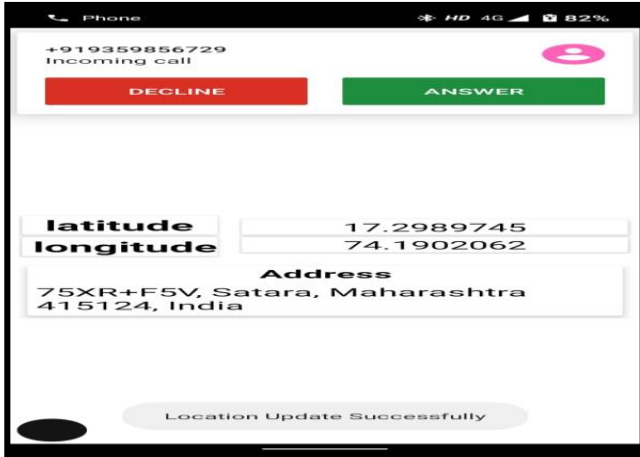 Phone HD 4G 82%
+919359856729
Incoming call
DECLINE ANSWER
latitude 17.2989745
longitude 74.1902062
Address
75XR+F5V, Satara, Maharashtra
415124, India
Location Update Successfully